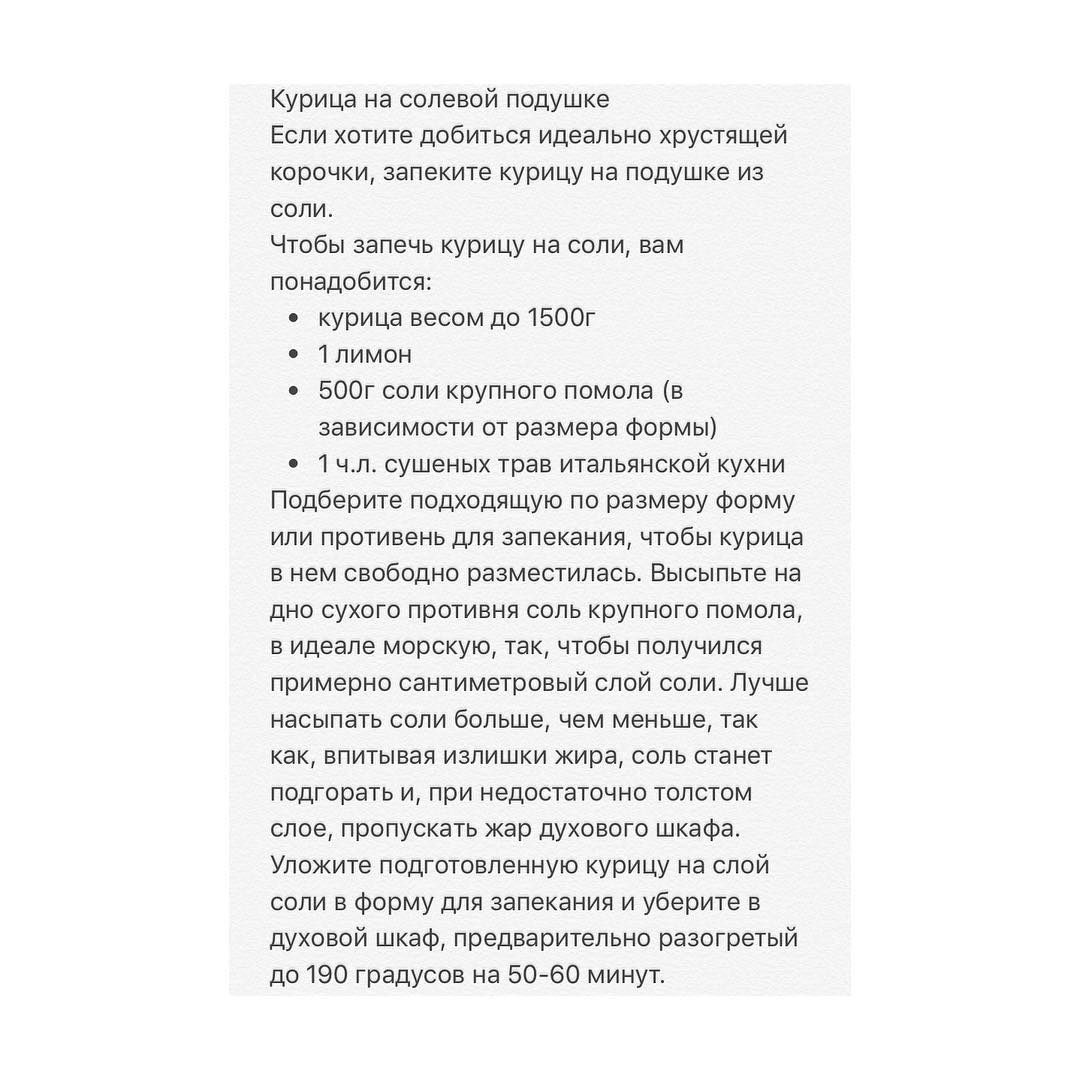 Курица на солевой подушке
Если хотите добиться идеально хрустящей
корочки, запеките курицу на подушке из
соли.
Чтобы запечь курицу на соли, вам
понадобится:
• курица весом до 1500г
• 1 лимон
• 500г соли крупного помола (в
зависимости от размера формы)
• 1 ч.л. сушеных трав итальянской кухни
Подберите подходящую по размеру форму
или противень для запекания, чтобы курица
в нем свободно разместилась. Высыпьте на
дно сухого противня соль крупного помола,
в идеале морскую, так, чтобы получился
примерно сантиметровый слой соли. Лучше
насыпать соли больше, чем меньше, так
как, впитывая излишки жира, соль станет
подгорать и, при недостаточно толстом
слое, пропускать жар духового шкафа.
Уложите подготовленную курицу на слой
соли в форму для запекания и уберите в
духовой шкаф, предварительно разогретый
до 190 градусов на 50-60 минут.